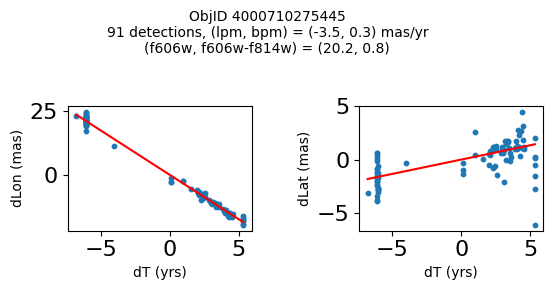 ObjID 4000710275445
91 detections, (lpm, bpm) = (-3.5, 0.3) mas/yr
(f606w, f606w-f814w) = (20.2, 0.8)
25
0
dLon (mas)
−5
0
5
dT (yrs)
5
0
−5
dLat (mas)
−5
0
5
dT (yrs)